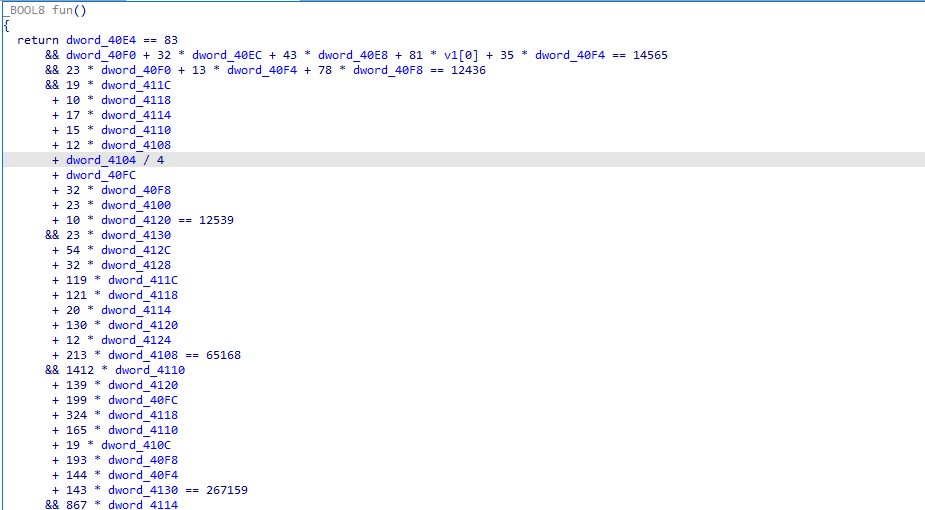 _BOOL8 fun()
{
return dword_40E4 == 83
&& dword_40F0 + 32 * dword_40EC + 43 * dword_40E8 + 81 * v1[0] + 35 * dword_40F4 == 14565
&& 23 * dword_40F0 + 13 * dword_40F4 + 78 * dword_40F8 == 12436
&& 19 * dword_411C
+ 10 * dword_4118
+ 17 * dword_4114
+ 15 * dword_4110
+ 12 * dword_4108
+ dword_4104 / 4
+ dword_40FC
+ 32 * dword_40F8
+ 23 * dword_4100
+ 10 * dword_4120 == 12539
&& 23 * dword_4130
+ 54 * dword_412C
+ 32 * dword_4128
+ 119 * dword_411C
+ 121 * dword_4118
+ 20 * dword_4114
+ 130 * dword_4120
+ 12 * dword_4124
+ 213 * dword_4108 == 65168
&& 1412 * dword_4110
+ 139 * dword_4120
+ 199 * dword_40FC
+ 324 * dword_4118
+ 165 * dword_4110
+ 19 * dword_410C
+ 193 * dword_40F8
+ 144 * dword_40F4
+ 143 * dword_4130 == 267159
&& 867 * dword_4114